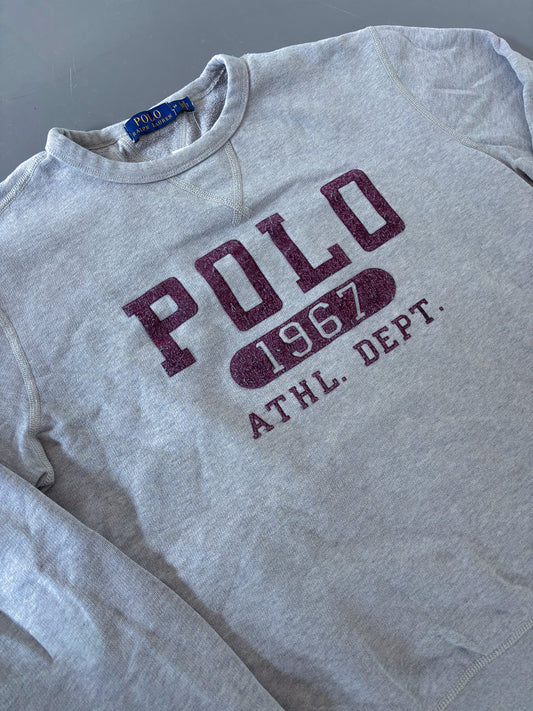 POLO
RALPH LAUREN
M
POLO
1967
ATHL. DEPT.